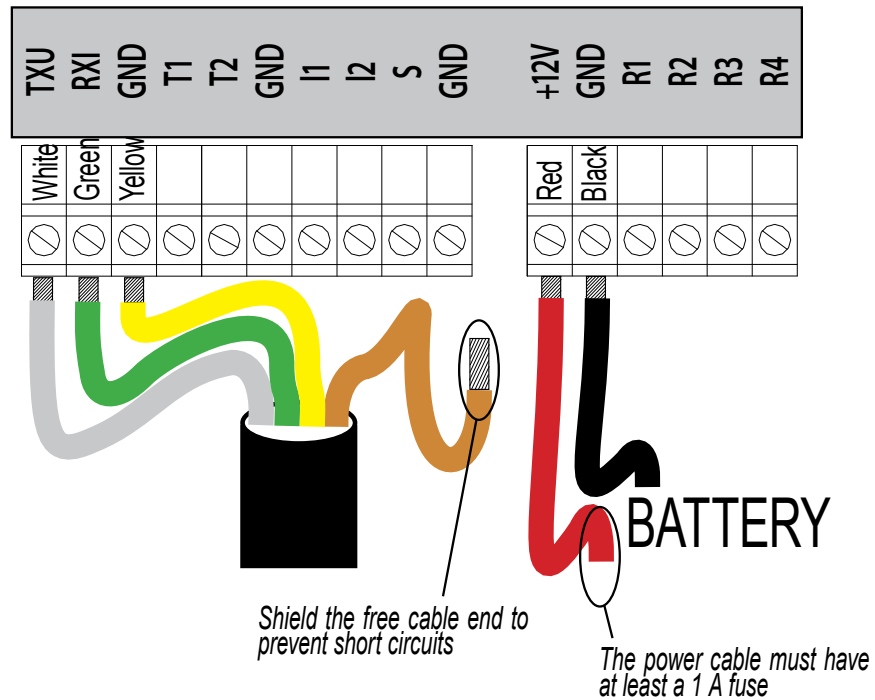 TXU RXI GND T1 T2 GND I1 I2 S GND +12V GND R1 R2 R3 R4
White Green Yellow Red Black
BATTERY
Shield the free cable end to
prevent short circuits
The power cable must have
at least a 1 A fuse